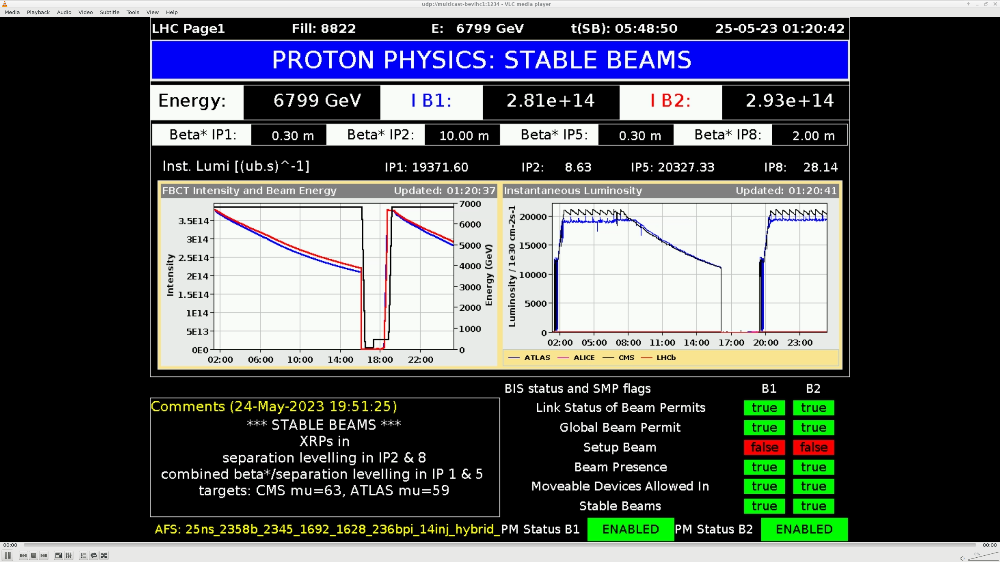 udp://multicast-bevlhc1:1234 - VLC media player
Media Playback Audio Video Subtitle Tools View Help
LHC Page1 Fill: 8822 E: 6799 GeV t(SB): 05:48:50 25-05-23 01:20:42
PROTON PHYSICS: STABLE BEAMS
Energy: 6799 GeV I B1: 2.81e+14 I B2: 2.93e+14
Beta* IP1: 0.30 m Beta* IP2: 10.00 m Beta* IP5: 0.30 m Beta* IP8: 2.00 m
Inst. Lumi [(ub.s)^-1] IP1: 19371.60 IP2: 8.63 IP5: 20327.33 IP8: 28.14
FBCT Intensity and Beam Energy Updated: 01:20:37
Intensity
3.5E14
3E14
2.5E14
2E14
1.5E14
1E14
5E13
0E0
7000
6000
5000
4000
3000
2000
1000
0
Energy (GeV)
02:00 06:00 10:00 14:00 18:00 22:00
Instantaneous Luminosity Updated: 01:20:41
Luminosity / 1e30 cm-2s-1
20000
15000
10000
5000
0
02:00 05:00 08:00 11:00 14:00 17:00 20:00 23:00
ATLAS ALICE CMS LHCb
Comments (24-May-2023 19:51:25)
*** STABLE BEAMS ***
XRPs in
separation levelling in IP2 & 8
combined beta*/separation levelling in IP 1 & 5
targets: CMS mu=63, ATLAS mu=59
BIS status and SMP flags B1 B2
Link Status of Beam Permits true true
Global Beam Permit true true
Setup Beam false false
Beam Presence true true
Moveable Devices Allowed In true true
Stable Beams true true
AFS: 25ns_2358b_2345_1692_1628_236bpi_14inj_hybrid_ PM Status B1 ENABLED PM Status B2 ENABLED
00:00 00:00
0%